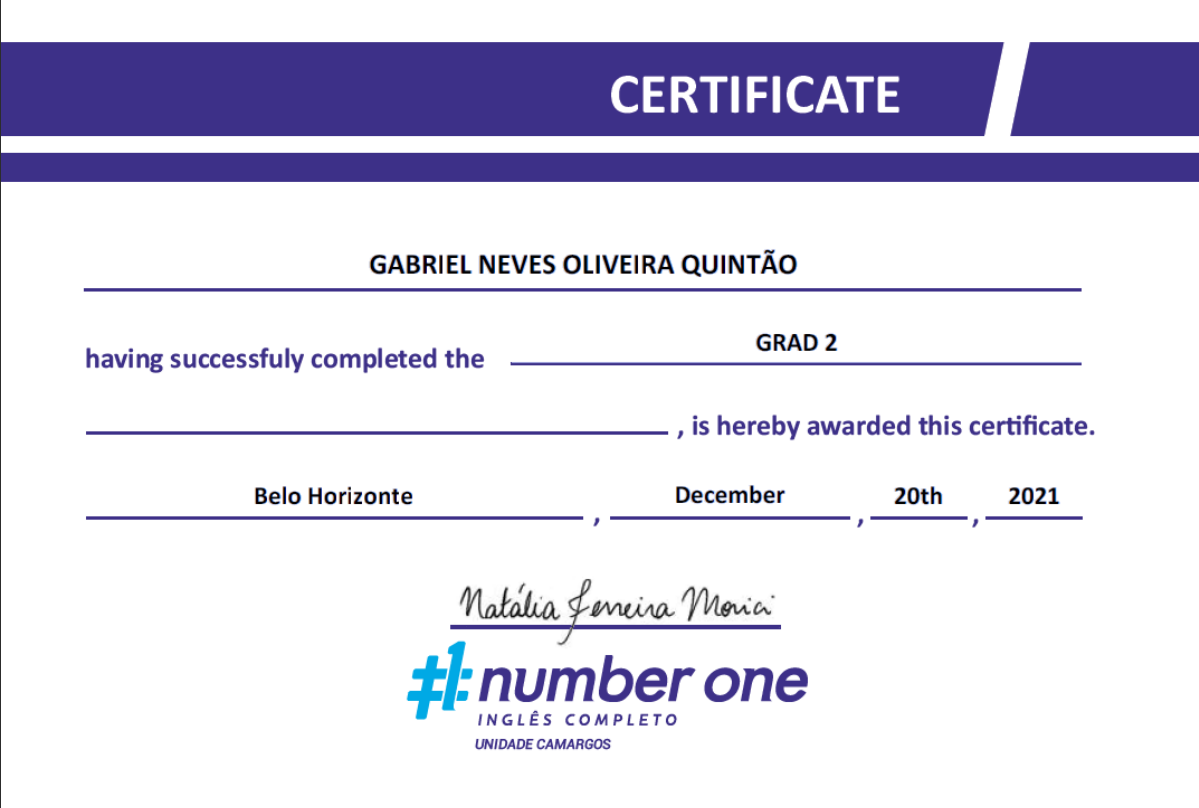 CERTIFICATE
GABRIEL NEVES OLIVEIRA QUINTÃO
having successfuly completed the GRAD 2
, is hereby awarded this certificate.
Belo Horizonte , December , 20th , 2021
Natália Ferreira Morici
#1 number one
INGLÊS COMPLETO
UNIDADE CAMARGOS